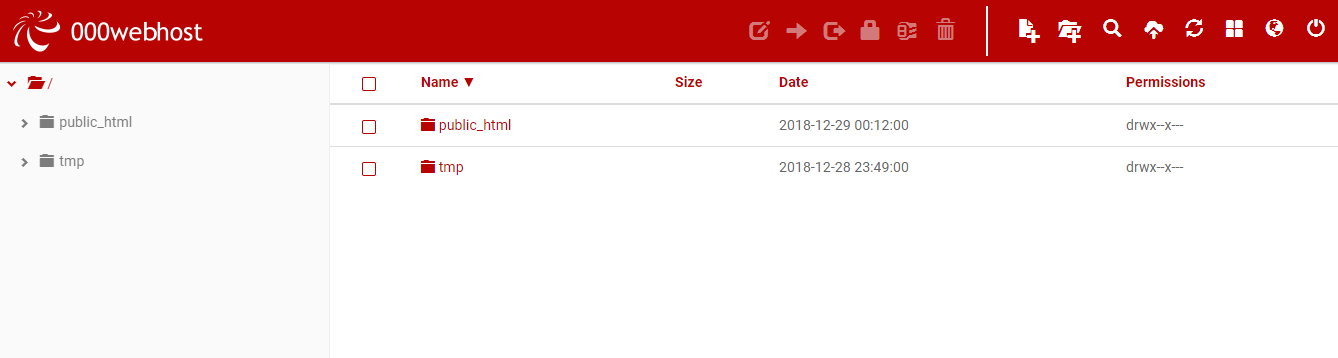 000webhost
/
public_html
tmp
Name ▼ Size Date Permissions
public_html 2018-12-29 00:12:00 drwx--x---
tmp 2018-12-28 23:49:00 drwx--x---